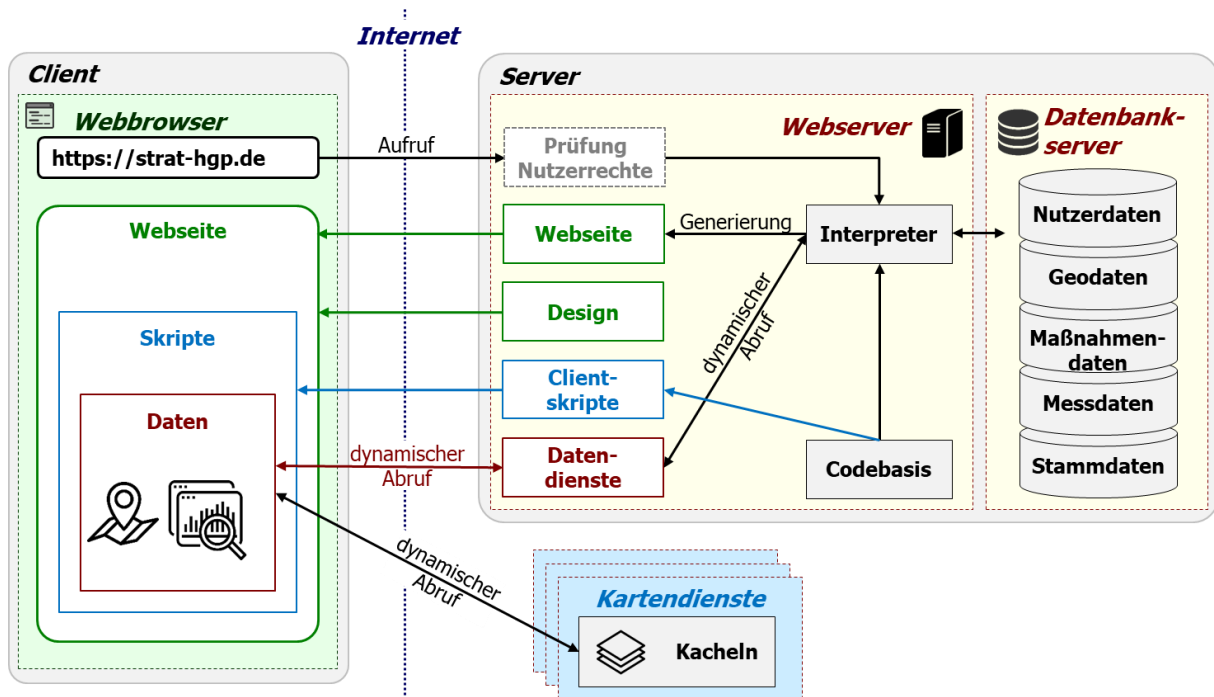 Internet
Client
Webbrowser
https://strat-hgp.de
Webseite
Skripte
Daten
Aufruf
dynamischer
Abruf
dynamischer
Abruf
Server
Webserver
Prüfung
Nutzerrechte
Webseite
Generierung
Interpreter
Design
dynamischer
Abruf
Client-
skripte
Daten-
dienste
Codebasis
Datenbank-
server
Nutzerdaten
Geodaten
Maßnahmen-
daten
Messdaten
Stammdaten
Kartendienste
Kacheln